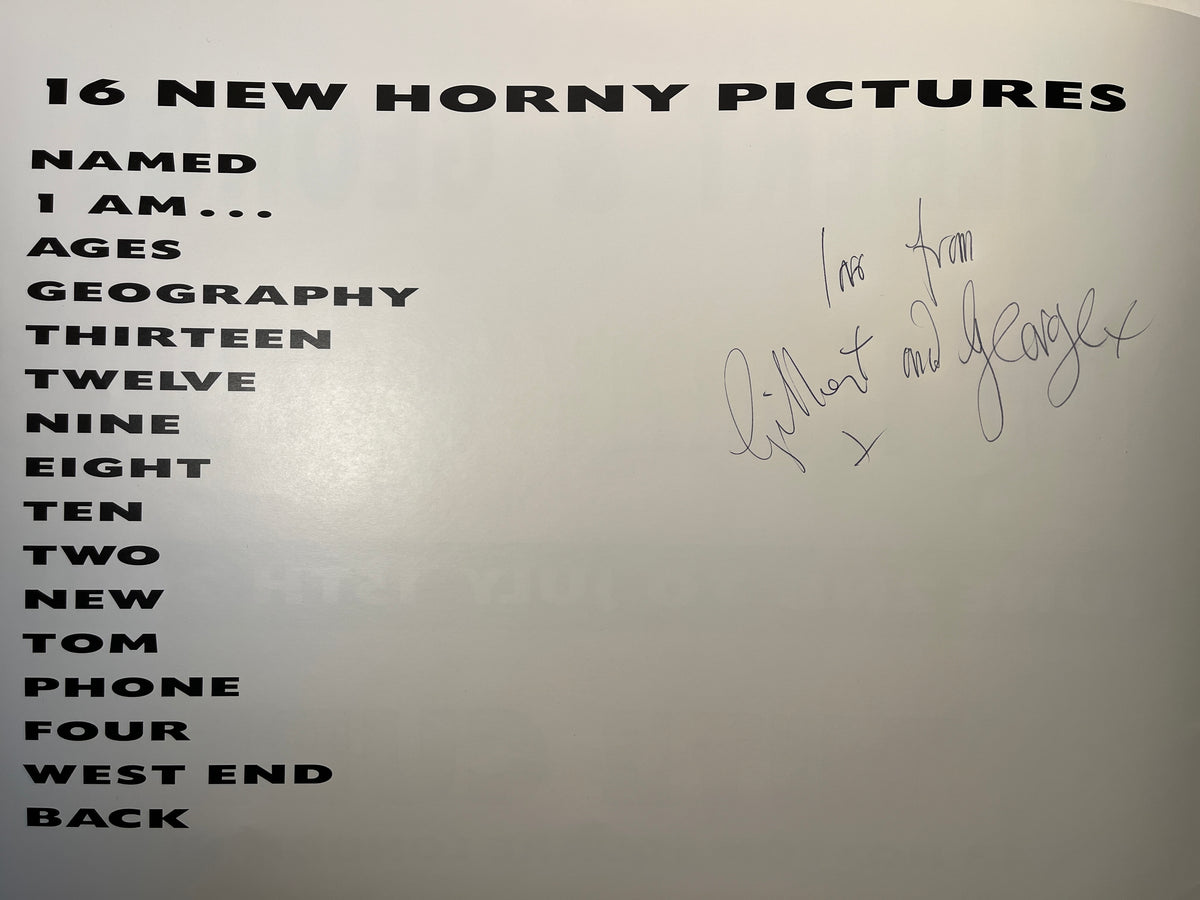 16 NEW HORNY PICTURES
NAMED
I AM...
AGES
GEOGRAPHY
THIRTEEN
TWELVE
NINE
EIGHT
TEN
TWO
NEW
TOM
PHONE
FOUR
WEST END
BACK
love from
Gilbert and George x
x